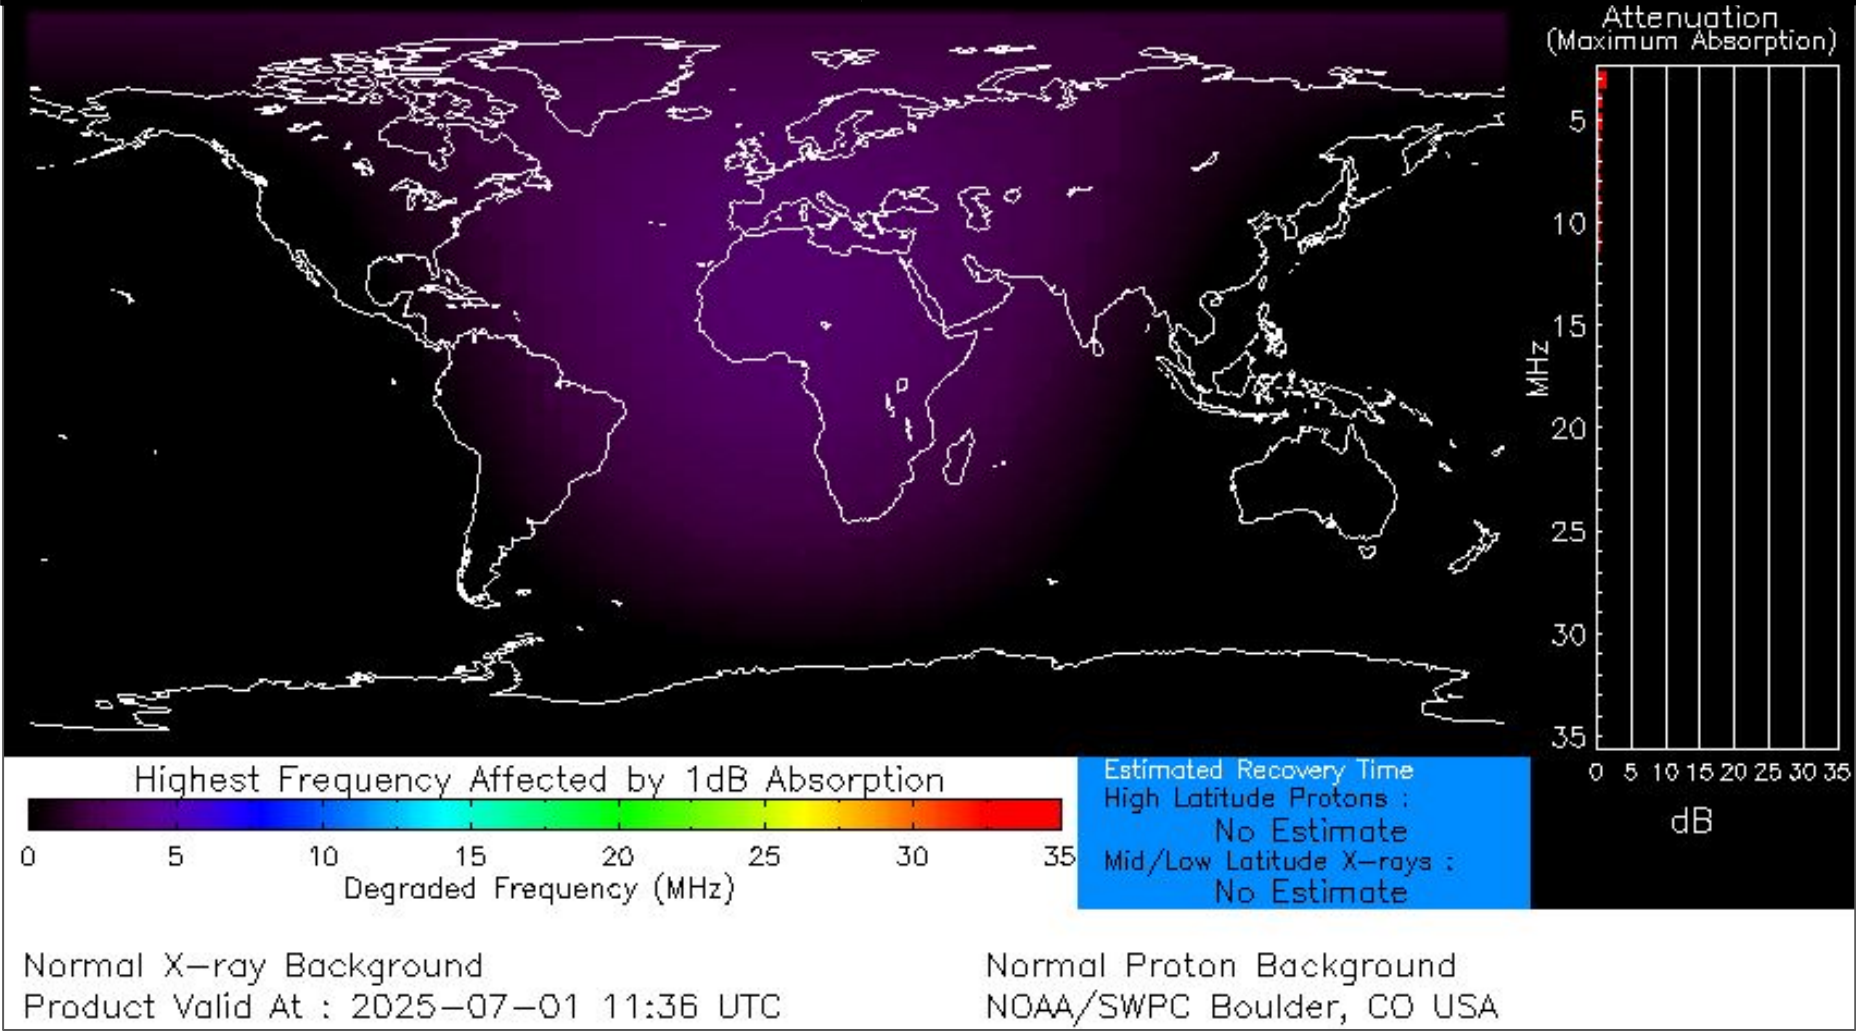 Attenuation
(Maximum Absorption)
5
10
15
20
25
30
35
MHz
0 5 10 15 20 25 30 35
dB
Highest Frequency Affected by 1dB Absorption
0 5 10 15 20 25 30 35
Degraded Frequency (MHz)
Estimated Recovery Time
High Latitude Protons :
No Estimate
Mid/Low Latitude X-rays :
No Estimate
Normal X-ray Background
Product Valid At : 2025-07-01 11:36 UTC
Normal Proton Background
NOAA/SWPC Boulder, CO USA